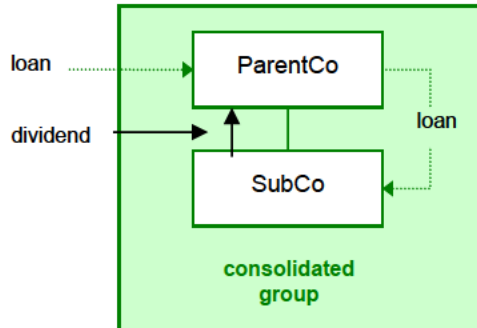 loan
ParentCo
loan
dividend
SubCo
consolidated
group